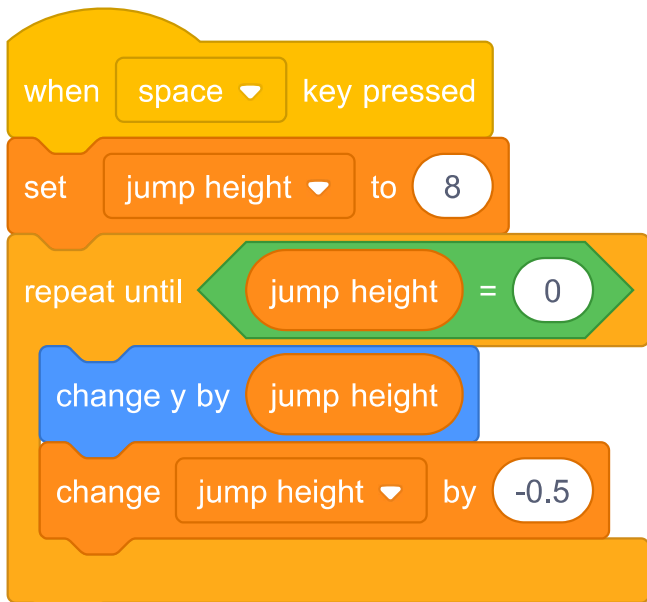 when space key pressed
set jump height to 8
repeat until jump height = 0
change y by jump height
change jump height by -0.5